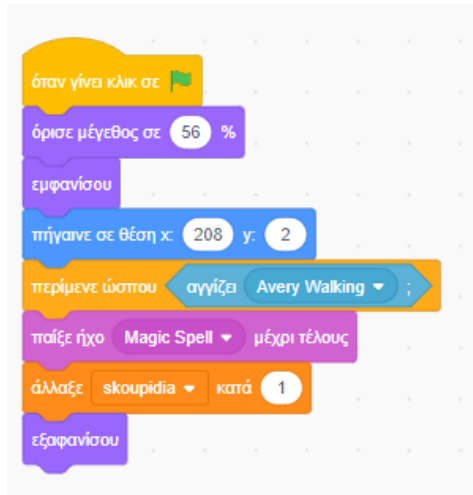 όταν γίνει κλικ σε
όρισε μέγεθος σε 56 %
εμφανίσου
πήγαινε σε θέση x: 208 y: 2
περίμενε ώσπου αγγίζει Avery Walking ;
παίξε ήχο Magic Spell μέχρι τέλους
άλλαξε skoupidia κατά 1
εξαφανίσου